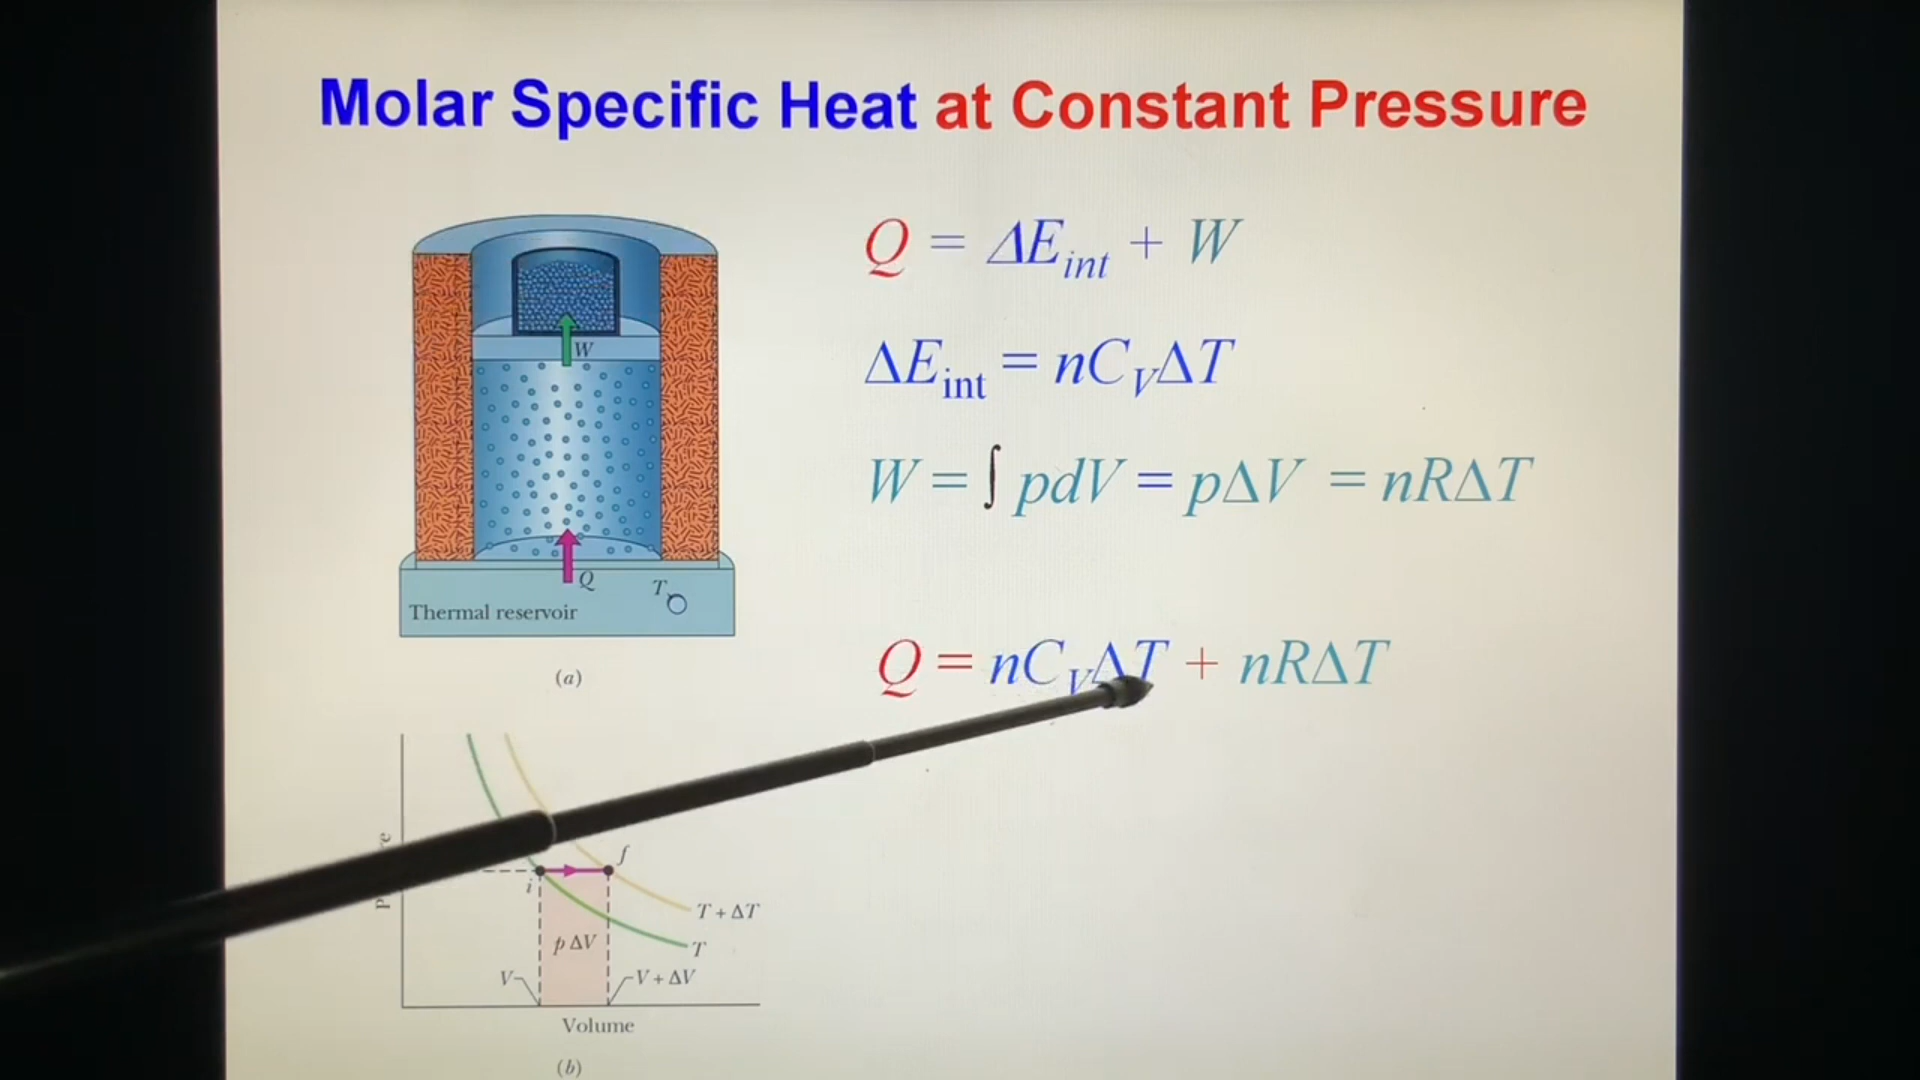 Molar Specific Heat at Constant Pressure
Q = ΔE_int + W
ΔE_int = nC_VΔT
W = ∫ pdV = pΔV = nRΔT
Q = nC_VΔT + nRΔT
W
Q
T
Thermal reservoir
(a)
f
i
T + ΔT
p ΔV
T
V
V + ΔV
Volume
(b)